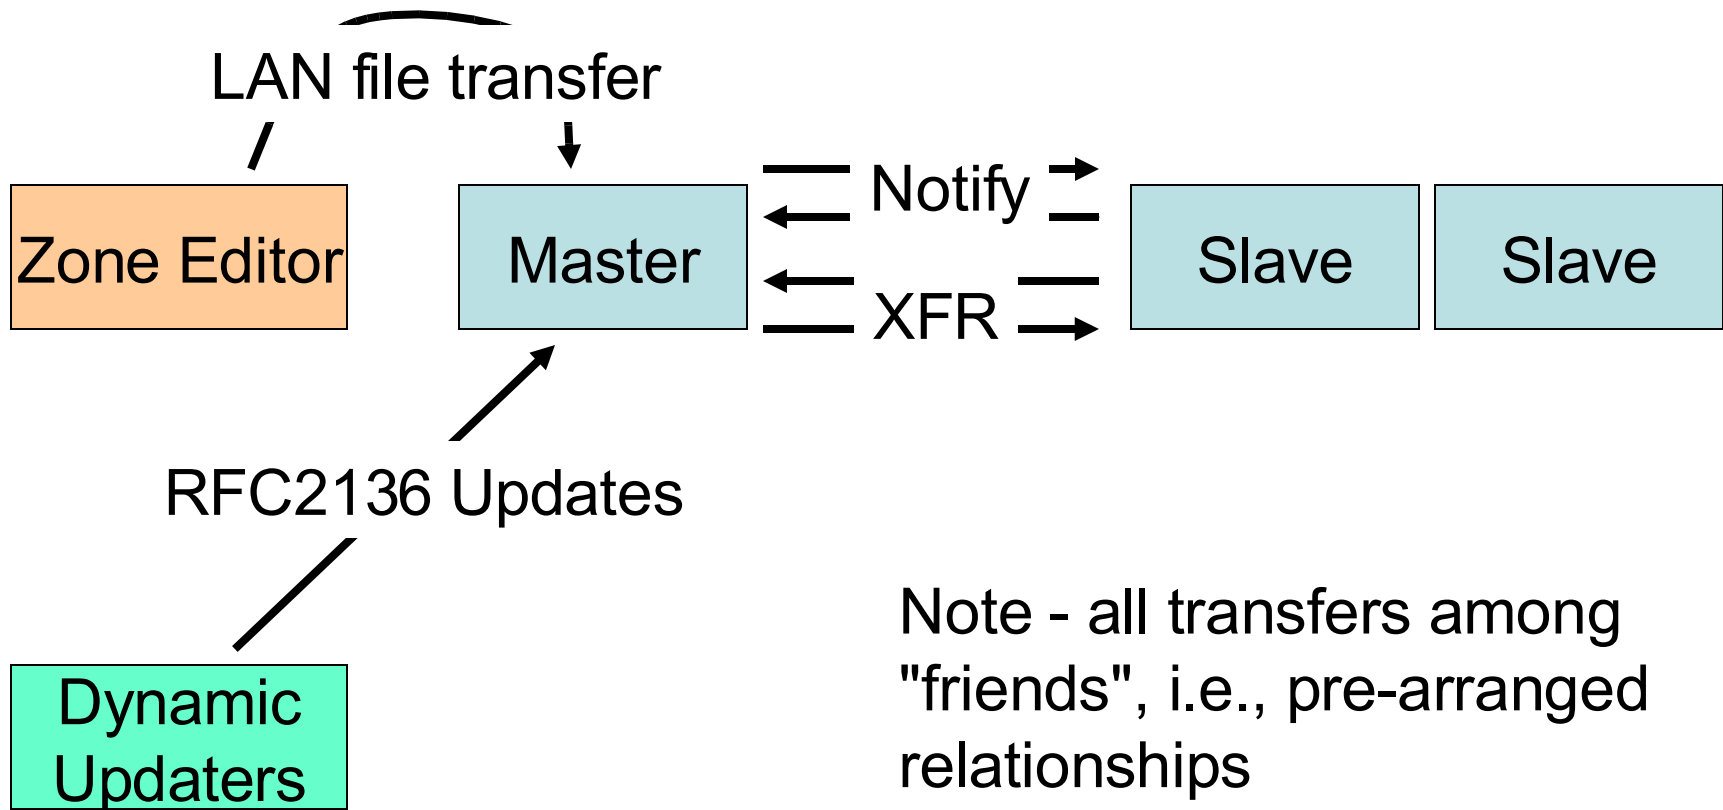 LAN file transfer
Zone Editor
Master
Notify
XFR
Slave
Slave
RFC2136 Updates
Dynamic
Updaters
Note - all transfers among
"friends", i.e., pre-arranged
relationships